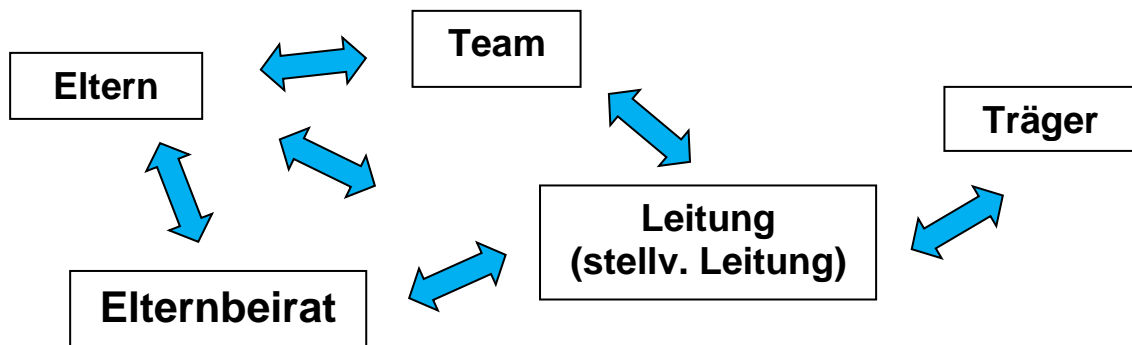 Team
Eltern
Träger
Leitung
(stellv. Leitung)
Elternbeirat